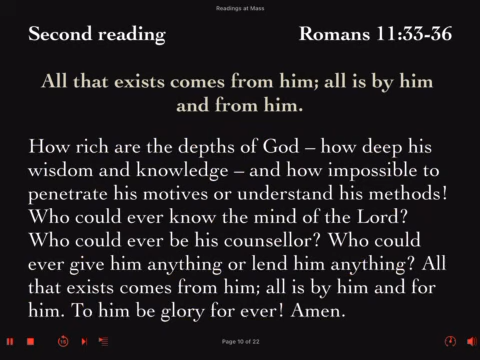 Readings at Mass
Second reading Romans 11:33-36
All that exists comes from him; all is by him
and from him.
How rich are the depths of God – how deep his
wisdom and knowledge – and how impossible to
penetrate his motives or understand his methods!
Who could ever know the mind of the Lord?
Who could ever be his counsellor? Who could
ever give him anything or lend him anything? All
that exists comes from him; all is by him and for
him. To him be glory for ever! Amen.
Page 10 of 22